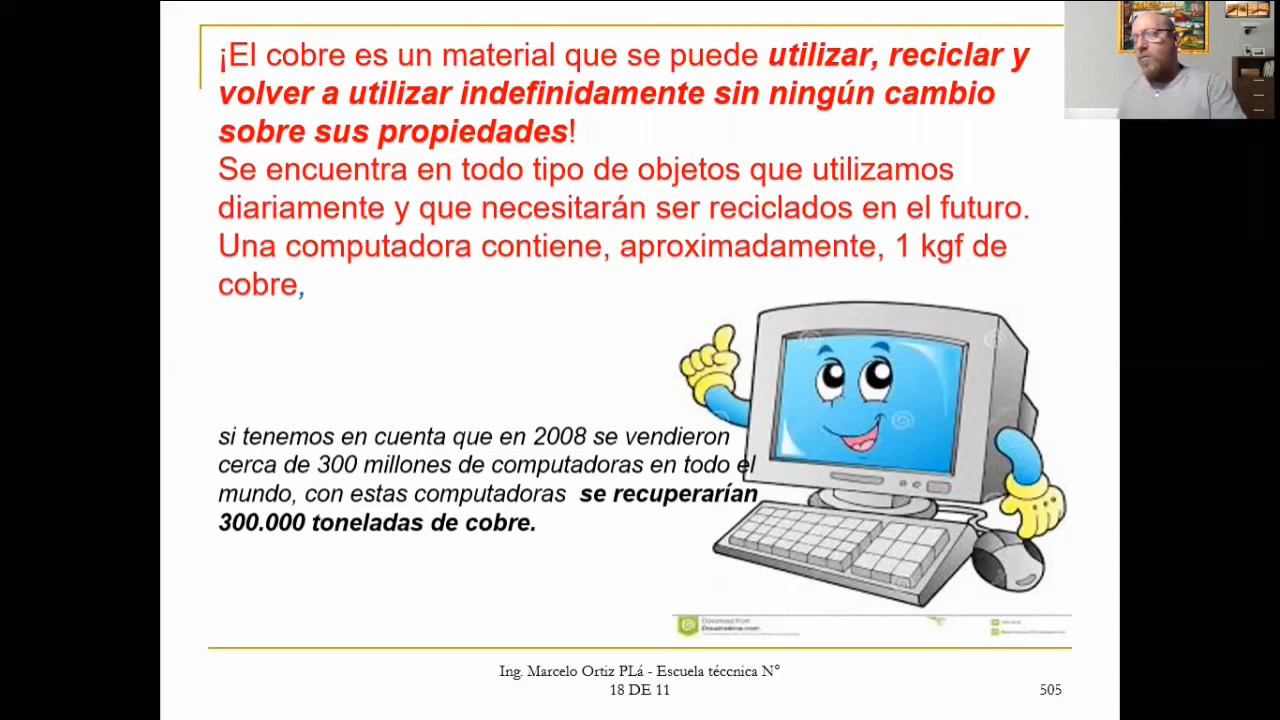 ¡El cobre es un material que se puede utilizar, reciclar y
volver a utilizar indefinidamente sin ningún cambio
sobre sus propiedades!
Se encuentra en todo tipo de objetos que utilizamos
diariamente y que necesitarán ser reciclados en el futuro.
Una computadora contiene, aproximadamente, 1 kgf de
cobre,
si tenemos en cuenta que en 2008 se vendieron
cerca de 300 millones de computadoras en todo el
mundo, con estas computadoras se recuperarían
300.000 toneladas de cobre.
Ing. Marcelo Ortiz PLá - Escuela téccnica N°
18 DE 11
505